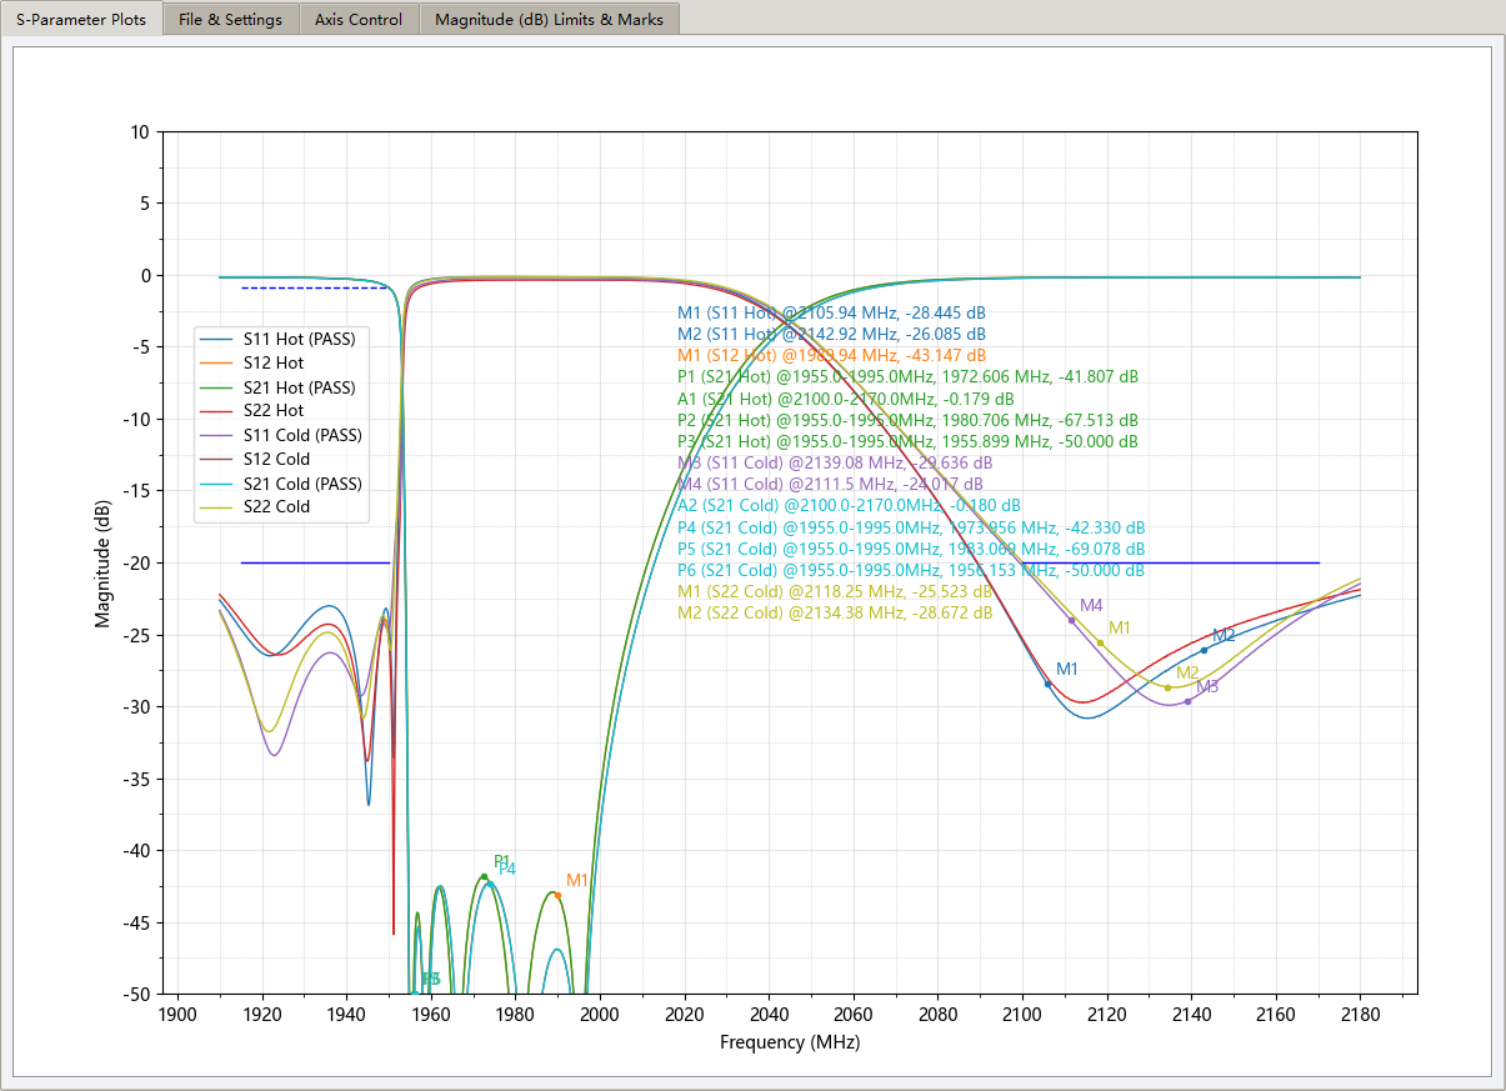 S-Parameter Plots
File & Settings
Axis Control
Magnitude (dB) Limits & Marks
10
5
0
-5
-10
-15
-20
-25
-30
-35
-40
-45
-50
Magnitude (dB)
S11 Hot (PASS)
S12 Hot
S21 Hot (PASS)
S22 Hot
S11 Cold (PASS)
S12 Cold
S21 Cold (PASS)
S22 Cold
M1 (S11 Hot) @2105.94 MHz, -28.445 dB
M2 (S11 Hot) @2142.92 MHz, -26.085 dB
M1 (S12 Hot) @1989.94 MHz, -43.147 dB
P1 (S21 Hot) @1955.0-1995.0MHz, 1972.606 MHz, -41.807 dB
A1 (S21 Hot) @2100.0-2170.0MHz, -0.179 dB
P2 (S21 Hot) @1955.0-1995.0MHz, 1980.706 MHz, -67.513 dB
P3 (S21 Hot) @1955.0-1995.0MHz, 1955.899 MHz, -50.000 dB
M3 (S11 Cold) @2139.08 MHz, -29.636 dB
M4 (S11 Cold) @2111.5 MHz, -24.017 dB
A2 (S21 Cold) @2100.0-2170.0MHz, -0.180 dB
P4 (S21 Cold) @1955.0-1995.0MHz, 1973.956 MHz, -42.330 dB
P5 (S21 Cold) @1955.0-1995.0MHz, 1983.069 MHz, -69.078 dB
P6 (S21 Cold) @1955.0-1995.0MHz, 1956.153 MHz, -50.000 dB
M1 (S22 Cold) @2118.25 MHz, -25.523 dB
M2 (S22 Cold) @2134.38 MHz, -28.672 dB
M4
M1
M2
M1
M2
M3
P1
P4
M1
1900
1920
1940
1960
1980
2000
2020
2040
2060
2080
2100
2120
2140
2160
2180
Frequency (MHz)